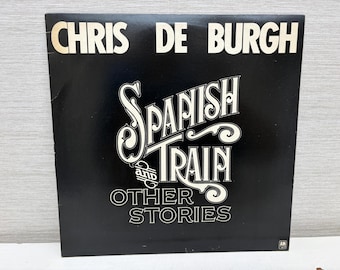 CHRIS DE BURGH
SPANISH
AND TRAIN
OTHER
STORIES